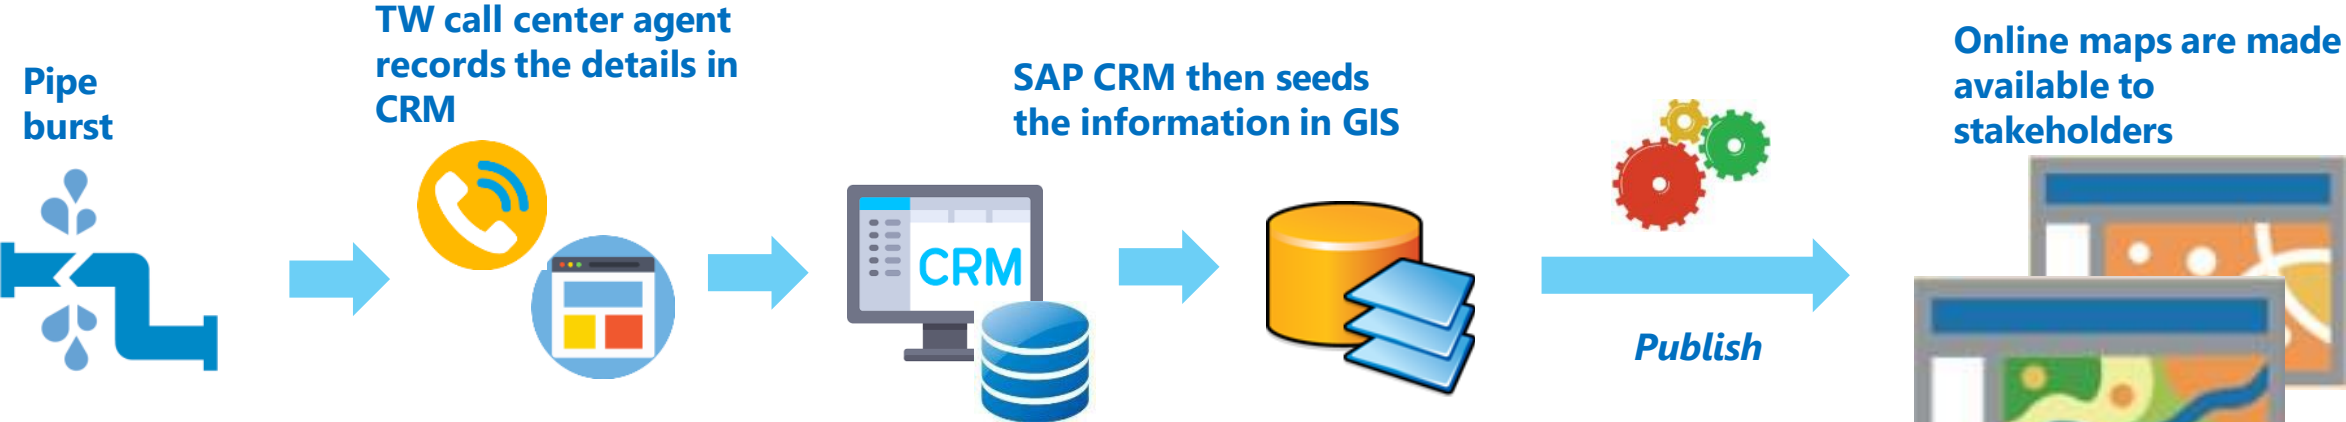 Pipe
burst
TW call center agent
records the details in
CRM
CRM
SAP CRM then seeds
the information in GIS
Publish
Online maps are made
available to
stakeholders